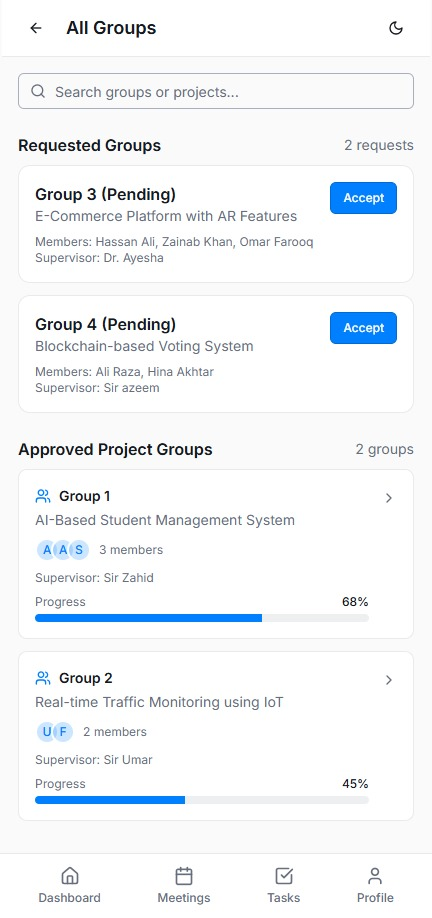 All Groups
Search groups or projects...
Requested Groups
2 requests
Group 3 (Pending)
Accept
E-Commerce Platform with AR Features
Members: Hassan Ali, Zainab Khan, Omar Farooq
Supervisor: Dr. Ayesha
Group 4 (Pending)
Accept
Blockchain-based Voting System
Members: Ali Raza, Hina Akhtar
Supervisor: Sir azeem
Approved Project Groups
2 groups
Group 1
AI-Based Student Management System
A A S 3 members
Supervisor: Sir Zahid
Progress 68%
Group 2
Real-time Traffic Monitoring using IoT
U F 2 members
Supervisor: Sir Umar
Progress 45%
Dashboard Meetings Tasks Profile